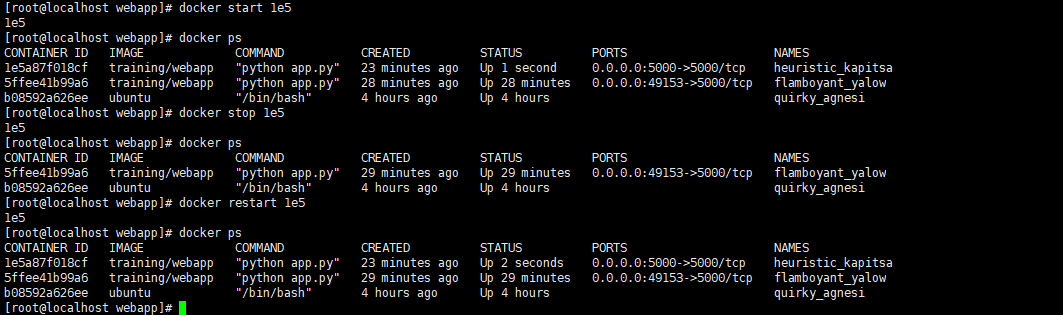 [root@localhost webapp]# docker start 1e5
1e5
[root@localhost webapp]# docker ps
CONTAINER ID   IMAGE             COMMAND           CREATED          STATUS          PORTS                     NAMES
1e5a87f018cf   training/webapp   "python app.py"   23 minutes ago   Up 1 second     0.0.0.0:5000->5000/tcp    heuristic_kapitsa
5ffee41b99a6   training/webapp   "python app.py"   28 minutes ago   Up 28 minutes   0.0.0.0:49153->5000/tcp   flamboyant_yalow
b08592a626ee   ubuntu            "/bin/bash"       4 hours ago      Up 4 hours                                quirky_agnesi
[root@localhost webapp]# docker stop 1e5
1e5
[root@localhost webapp]# docker ps
CONTAINER ID   IMAGE             COMMAND           CREATED          STATUS          PORTS                     NAMES
5ffee41b99a6   training/webapp   "python app.py"   29 minutes ago   Up 29 minutes   0.0.0.0:49153->5000/tcp   flamboyant_yalow
b08592a626ee   ubuntu            "/bin/bash"       4 hours ago      Up 4 hours                                quirky_agnesi
[root@localhost webapp]# docker restart 1e5
1e5
[root@localhost webapp]# docker ps
CONTAINER ID   IMAGE             COMMAND           CREATED          STATUS          PORTS                     NAMES
1e5a87f018cf   training/webapp   "python app.py"   23 minutes ago   Up 2 seconds    0.0.0.0:5000->5000/tcp    heuristic_kapitsa
5ffee41b99a6   training/webapp   "python app.py"   29 minutes ago   Up 29 minutes   0.0.0.0:49153->5000/tcp   flamboyant_yalow
b08592a626ee   ubuntu            "/bin/bash"       4 hours ago      Up 4 hours                                quirky_agnesi
[root@localhost webapp]#